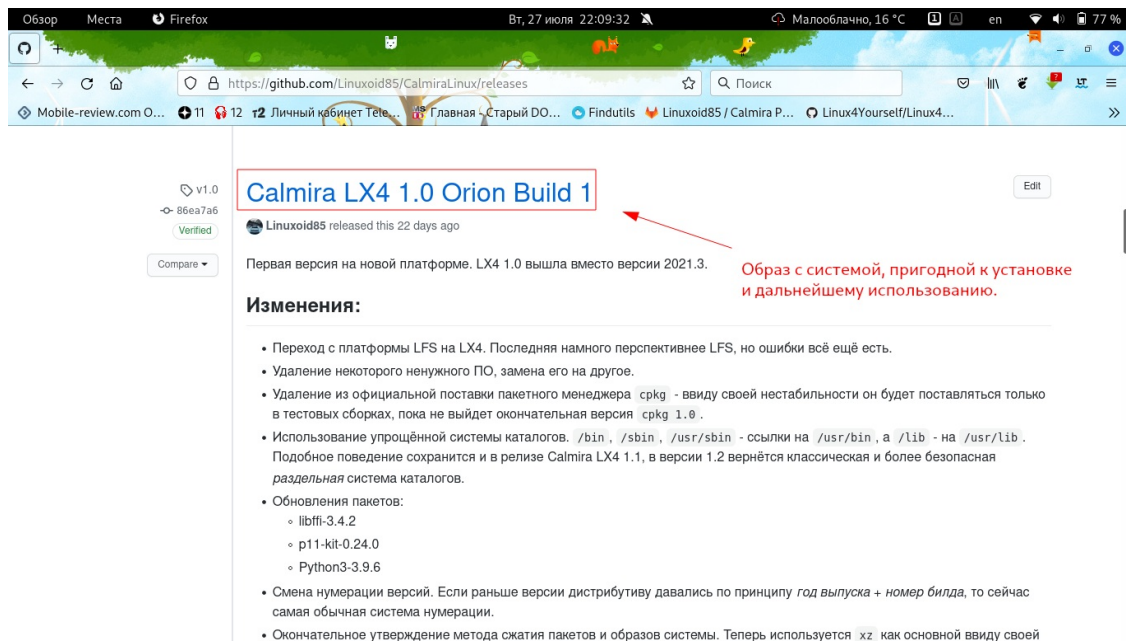 Обзор Места Firefox Вт, 27 июля 22:09:32 Малооблачно, 16 °C 1 A en 77 %
https://github.com/Linuxoid85/CalmiraLinux/releases Поиск 7
Mobile-review.com O... 11 12 т2 Личный кабинет Tele... Главная - Старый DO... Findutils Linuxoid85 / Calmira P... Linux4Yourself/Linux4...
v1.0
86ea7a6
Verified
Compare
Calmira LX4 1.0 Orion Build 1
Edit
Linuxoid85 released this 22 days ago
Первая версия на новой платформе. LX4 1.0 вышла вместо версии 2021.3.
Образ с системой, пригодной к установке
и дальнейшему использованию.
Изменения:
• Переход с платформы LFS на LX4. Последняя намного перспективнее LFS, но ошибки всё ещё есть.
• Удаление некоторого ненужного ПО, замена его на другое.
• Удаление из официальной поставки пакетного менеджера cpkg - ввиду своей нестабильности он будет поставляться только
в тестовых сборках, пока не выйдет окончательная версия cpkg 1.0 .
• Использование упрощённой системы каталогов. /bin , /sbin , /usr/sbin - ссылки на /usr/bin , а /lib - на /usr/lib .
Подобное поведение сохранится и в релизе Calmira LX4 1.1, в версии 1.2 вернётся классическая и более безопасная
раздельная система каталогов.
• Обновления пакетов:
◦ libffi-3.4.2
◦ p11-kit-0.24.0
◦ Python3-3.9.6
• Смена нумерации версий. Если раньше версии дистрибутиву давались по принципу год выпуска + номер билда, то сейчас
самая обычная система нумерации.
• Окончательное утверждение метода сжатия пакетов и образов системы. Теперь используется xz как основной ввиду своей